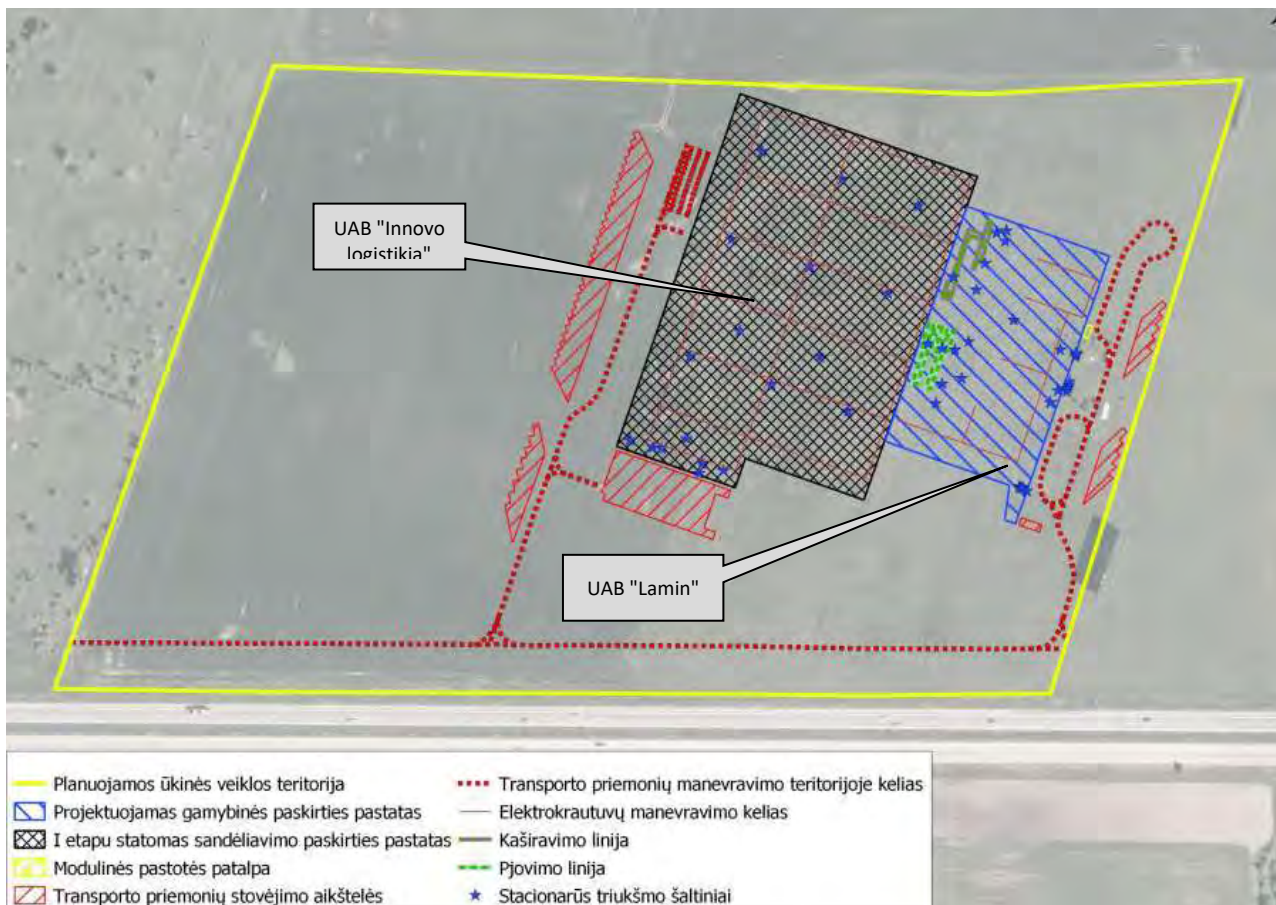 UAB "Innovo
logistikia"
UAB "Lamin"
Planuojamos ūkinės veiklos teritorija
Projektuojamas gamybinės paskirties pastatas
I etapu statomas sandėliavimo paskirties pastatas
Modulinės pastotės patalpa
Transporto priemonių stovėjimo aikštelės
Transporto priemonių manevravimo teritorijoje kelias
Elektrokrautuvų manevravimo kelias
Kaširavimo linija
Pjovimo linija
Stacionarūs triukšmo šaltiniai